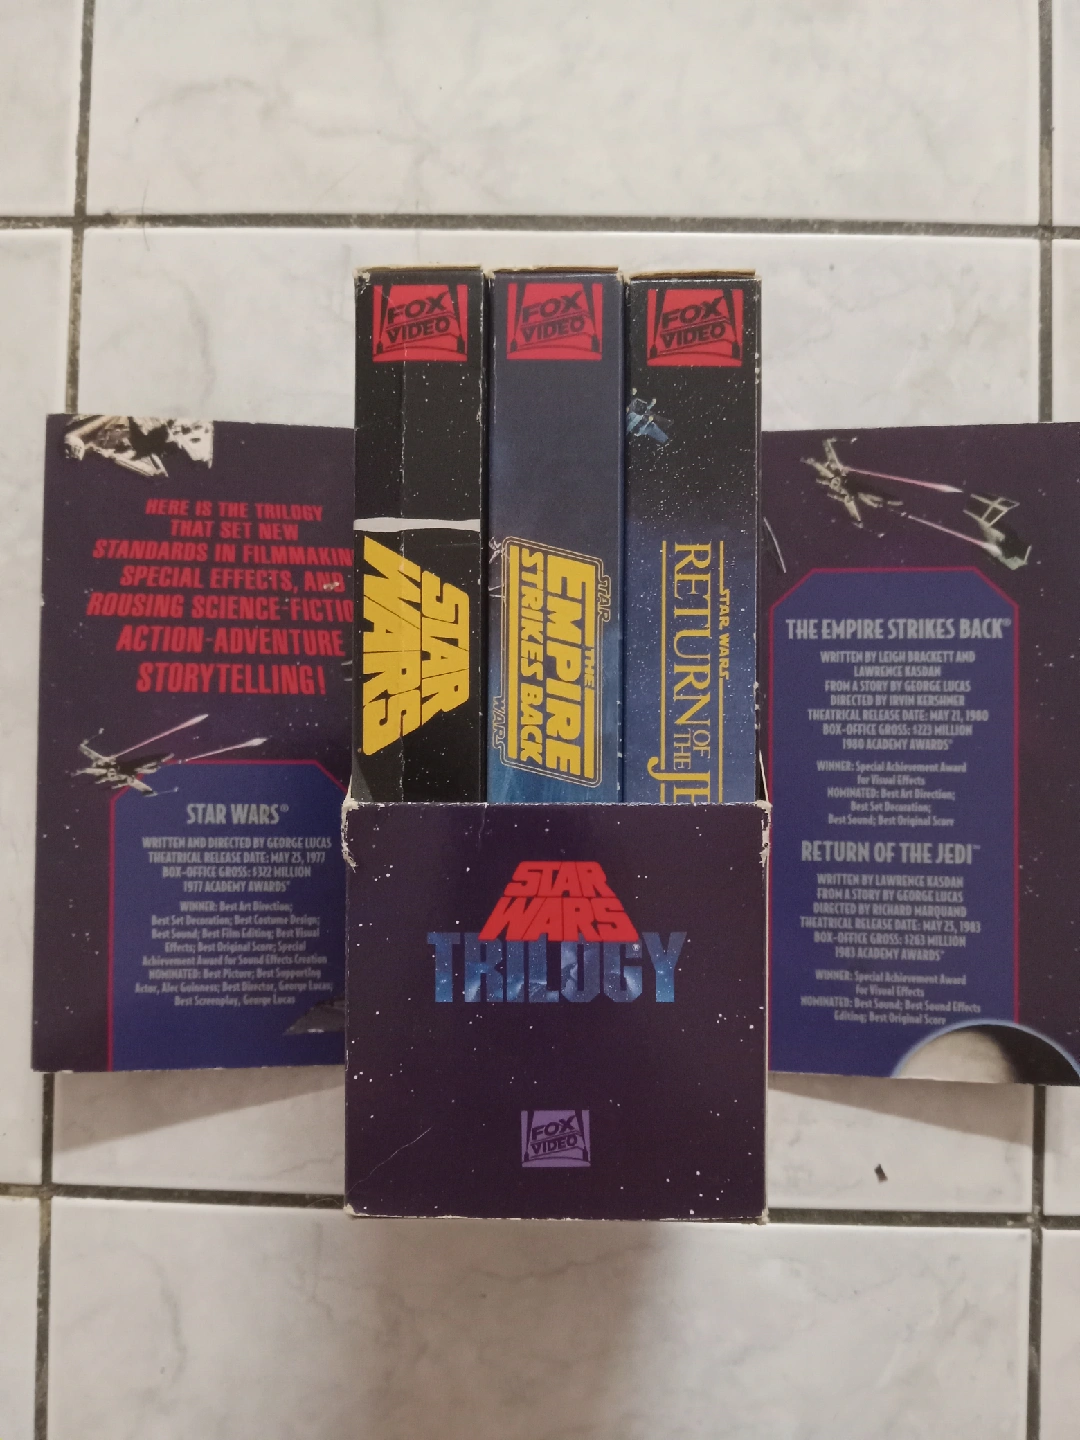 FOX
VIDEO
STAR
WARS
FOX
VIDEO
STAR
THE
EMPIRE
STRIKES BACK
WARS
FOX
VIDEO
STAR WARS
RETURN
OF
THE
HERE IS THE TRILOGY
THAT SET NEW
STANDARDS IN FILMMAKIN
SPECIAL EFFECTS, AND
ROUSING SCIENCE-FICTIO
ACTION-ADVENTURE
STORYTELLING!
STAR WARS®
WRITTEN AND DIRECTED BY GEORGE LUCAS
THEATRICAL RELEASE DATE: MAY 25, 1977
BOX-OFFICE GROSS: $322 MILLION
1977 ACADEMY AWARDS®
WINNER: Best Art Direction;
Best Set Decoration; Best Costume Design;
Best Sound; Best Film Editing; Best Visual
Effects; Best Original Score; Special
Achievement Award for Sound Effects Creation
NOMINATED: Best Picture; Best Supporting
Actor, Alec Guinness; Best Director, George Lucas;
Best Screenplay, George Lucas
STAR
WARS
TRILOGY
FOX
VIDEO
THE EMPIRE STRIKES BACK®
WRITTEN BY LEIGH BRACKETT AND
LAWRENCE KASDAN
FROM A STORY BY GEORGE LUCAS
DIRECTED BY IRVIN KERSHNER
THEATRICAL RELEASE DATE: MAY 21, 1980
BOX-OFFICE GROSS: $223 MILLION
1980 ACADEMY AWARDS®
WINNER: Special Achievement Award
for Visual Effects
NOMINATED: Best Art Direction;
Best Set Decoration;
Best Sound; Best Original Score
RETURN OF THE JEDI™
WRITTEN BY LAWRENCE KASDAN
FROM A STORY BY GEORGE LUCAS
DIRECTED BY RICHARD MARQUAND
THEATRICAL RELEASE DATE: MAY 25, 1983
BOX-OFFICE GROSS: $263 MILLION
1983 ACADEMY AWARDS®
WINNER: Special Achievement Award
for Visual Effects
NOMINATED: Best Sound; Best Sound Effects
Editing; Best Original Score